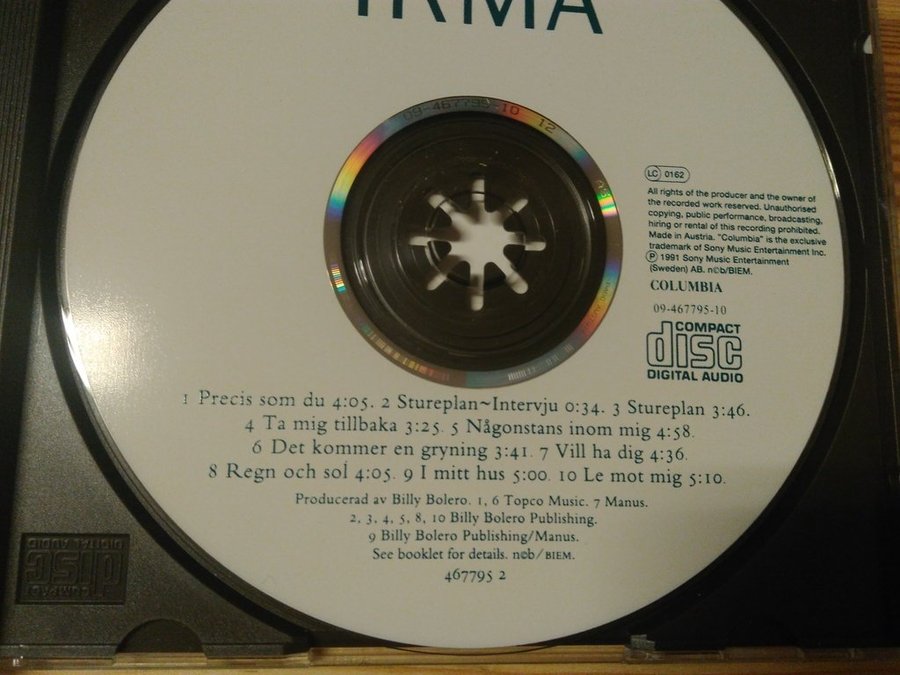 IRMA
09-467795-10 12
LC 0162
All rights of the producer and the owner of
the recorded work reserved. Unauthorised
copying, public performance, broadcasting,
hiring or rental of this recording prohibited.
Made in Austria. "Columbia" is the exclusive
trademark of Sony Music Entertainment Inc.
Ⓟ 1991 Sony Music Entertainment
(Sweden) AB. n©b/BIEM.
COLUMBIA
09-467795-10
COMPACT
disc
DIGITAL AUDIO
1 Precis som du 4:05. 2 Stureplan~Intervju 0:34. 3 Stureplan 3:46.
4 Ta mig tillbaka 3:25. 5 Någonstans inom mig 4:58.
6 Det kommer en gryning 3:41. 7 Vill ha dig 4:36.
8 Regn och sol 4:05. 9 I mitt hus 5:00. 10 Le mot mig 5:10.
Producerad av Billy Bolero. 1, 6 Topco Music. 7 Manus.
2, 3, 4, 5, 8, 10 Billy Bolero Publishing.
9 Billy Bolero Publishing/Manus.
See booklet for details. n©b/BIEM.
467795 2
COMPACT
disc
DIGITAL AUDIO